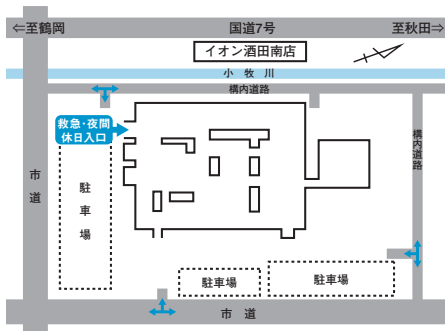 ⇐至鶴岡
国道7号
至秋田⇒
イオン酒田南店
小牧川
構内道路
救急・夜間
休日入口
構内道路
市道
駐車場
駐車場
駐車場
市道